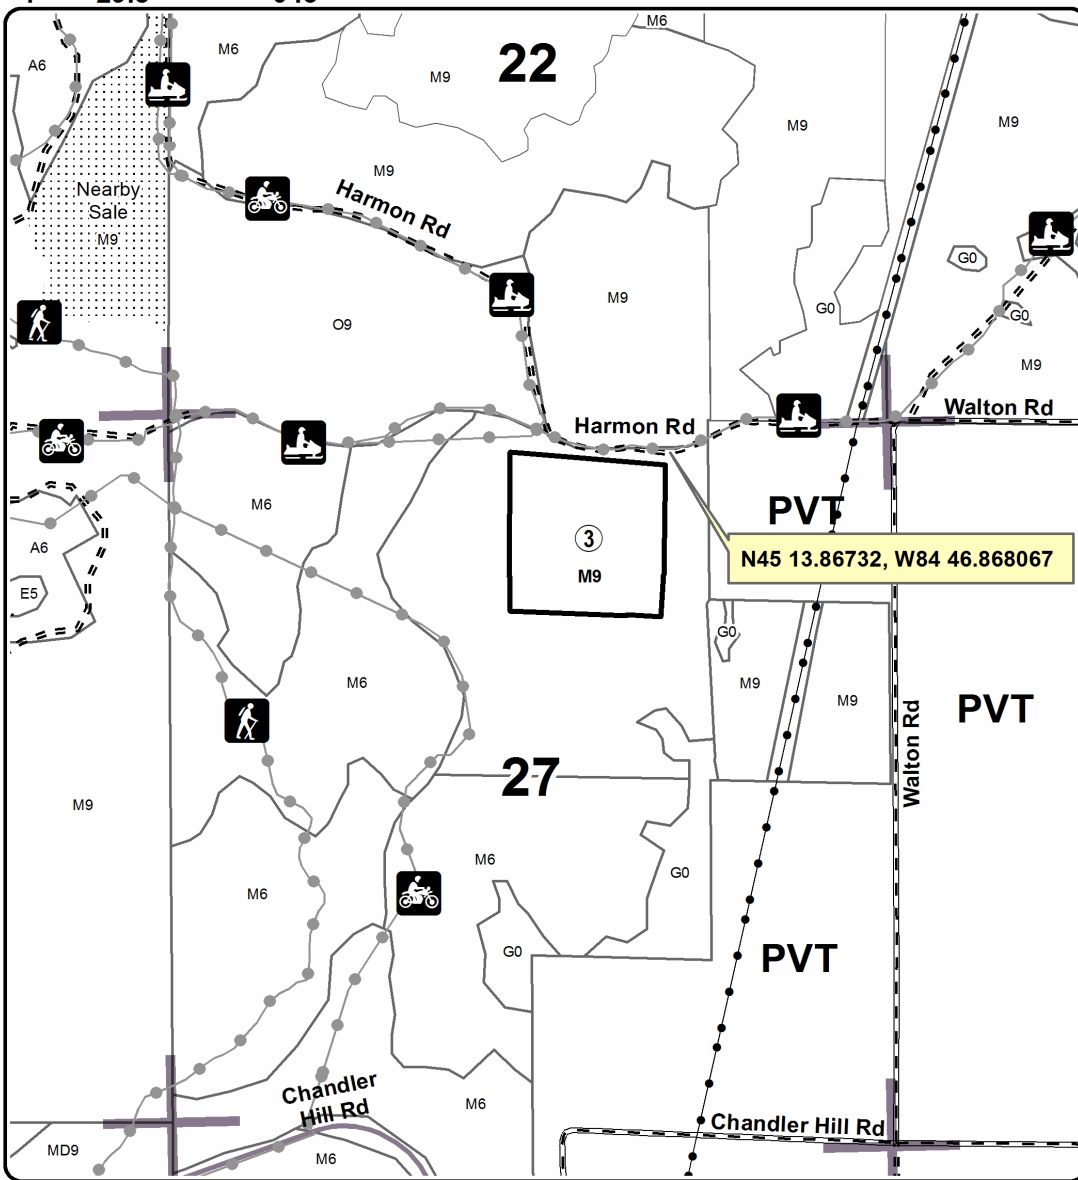 M6
M6
22
A6
M9
M9
M9
M9
Nearby
Sale
M9
Harmon Rd
G0
M9
G0
G0
O9
M9
Walton Rd
Harmon Rd
M6
PVT
3
A6
N45 13.86732, W84 46.868067
M9
E5
G0
M6
M9
M9
PVT
Walton Rd
27
M9
M6
G0
M6
G0
PVT
Chandler
Hill Rd
M6
Chandler Hill Rd
MD9
M6